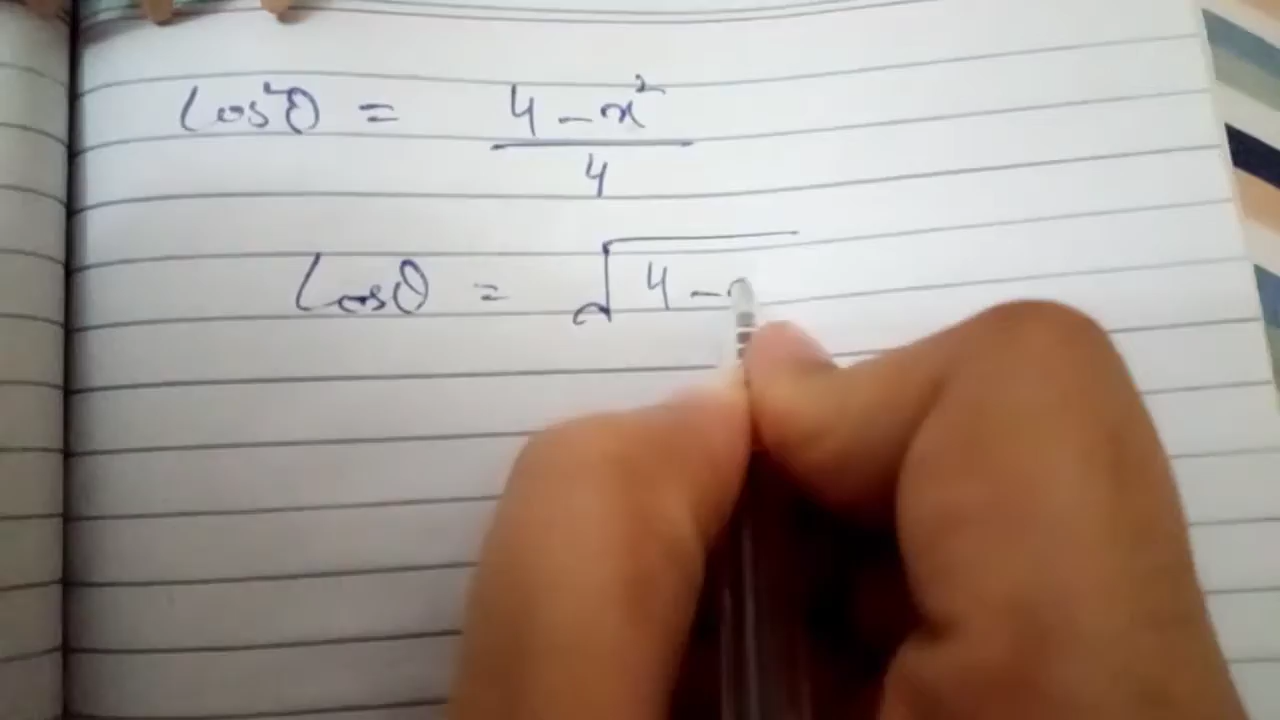 Cos²θ = 4-x²/4
Cosθ = √4-